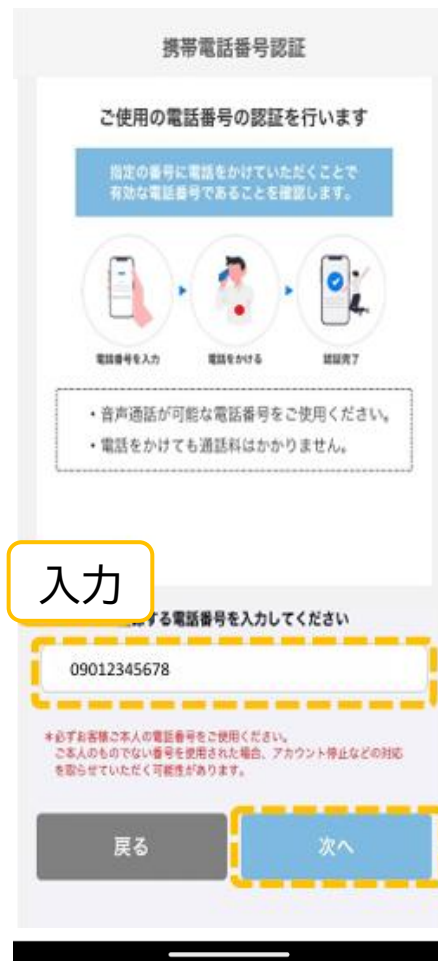 携帯電話番号認証
ご使用の電話番号の認証を行います
指定の番号に電話をかけていただくことで
有効な電話番号であることを確認します。
電話番号を入力
電話をかける
認証完了
・音声通話が可能な電話番号をご使用ください。
・電話をかけても通話料はかかりません。
入力
する電話番号を入力してください
09012345678
*必ずお客様ご本人の電話番号をご使用ください。
ご本人のものでない番号を使用された場合、アカウント停止などの対応
を取らせていただく可能性があります。
戻る
次へ